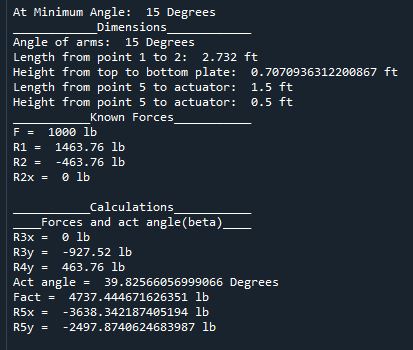 At Minimum Angle:  15 Degrees
___________Dimensions___________
Angle of arms:  15 Degrees
Length from point 1 to 2:  2.732 ft
Height from top to bottom plate:  0.7070936312200867 ft
Length from point 5 to actuator:  1.5 ft
Height from point 5 to actuator:  0.5 ft
__________Known Forces__________
F =  1000 lb
R1 =  1463.76 lb
R2 =  -463.76 lb
R2x =  0 lb
__________Calculations__________
____Forces and act angle(beta)____
R3x =  0 lb
R3y =  -927.52 lb
R4y =  463.76 lb
Act angle =  39.82566056999066 Degrees
Fact =  4737.444671626351 lb
R5x =  -3638.342187405194 lb
R5y =  -2497.8740624683987 lb